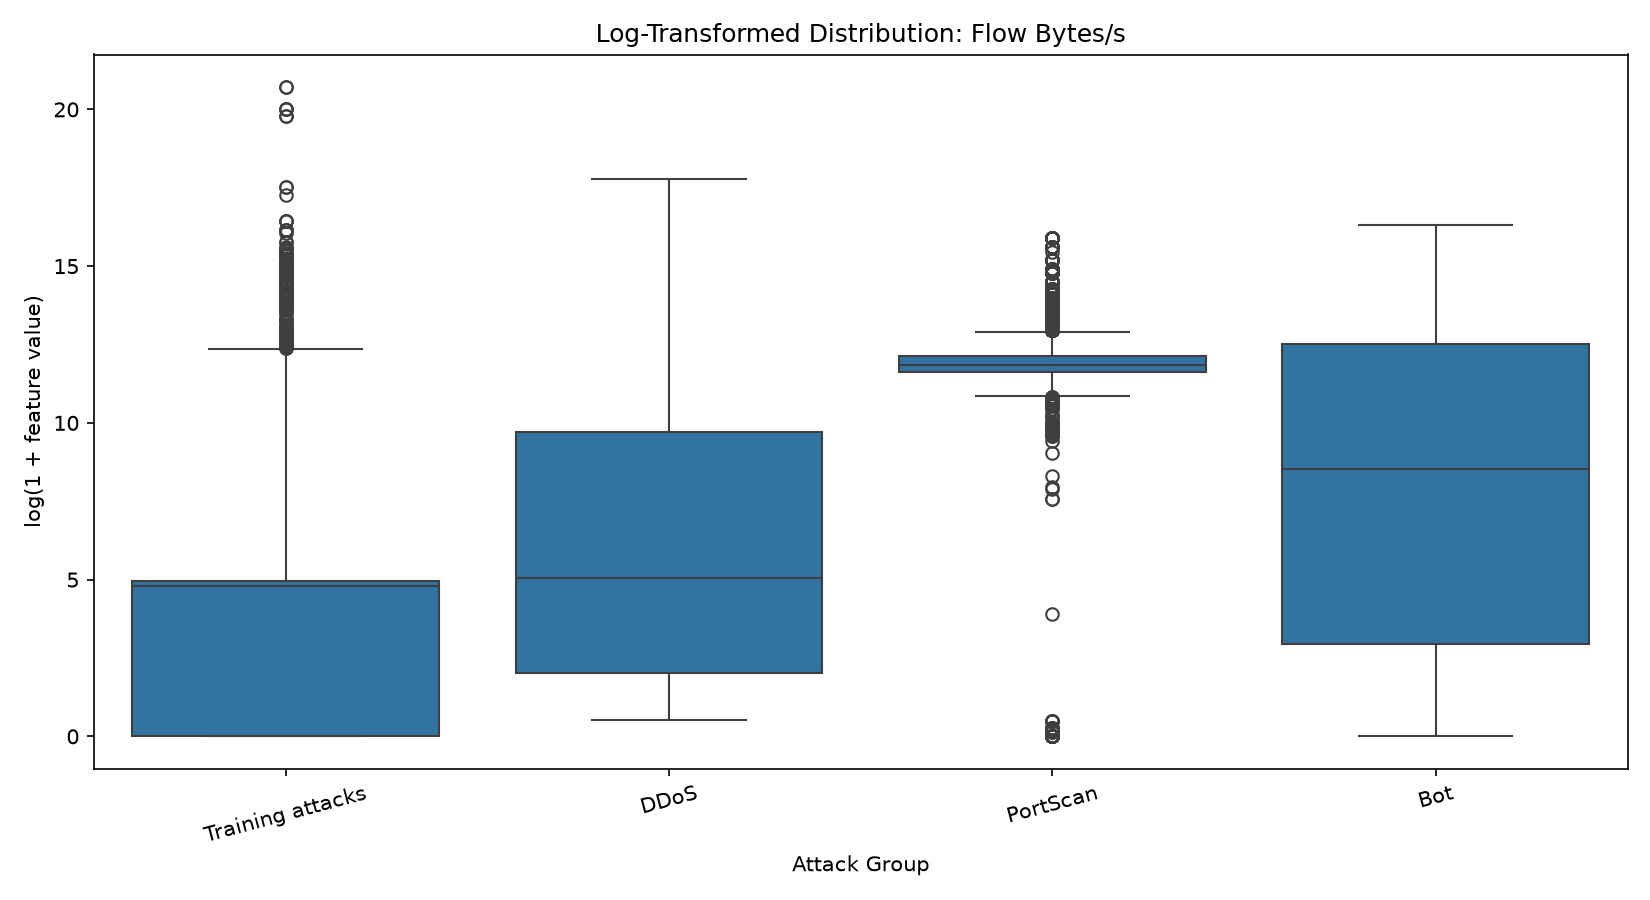 Log-Transformed Distribution: Flow Bytes/s
log(1 + feature value)
20
15
10
5
0
Training attacks
DDoS
PortScan
Bot
Attack Group